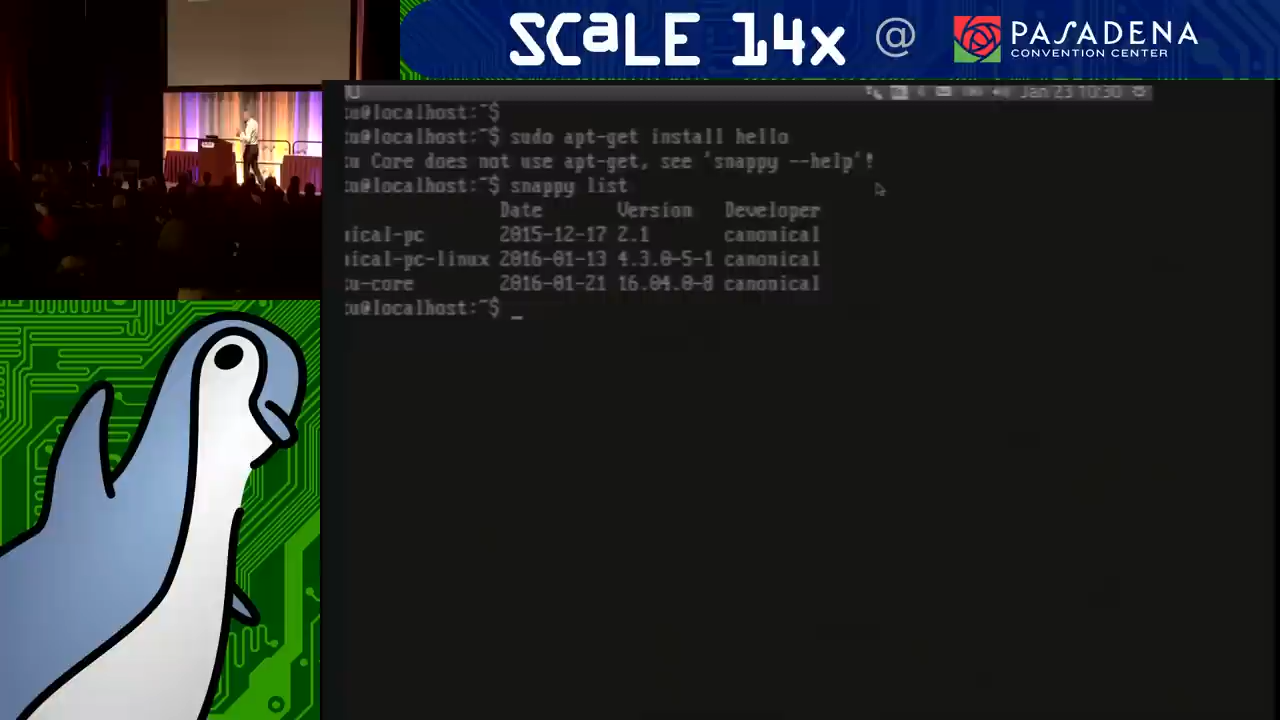 SCALE 14x @ PASADENA
CONVENTION CENTER
Jan 23 10:30
u@localhost:~$
u@localhost:~$ sudo apt-get install hello
u Core does not use apt-get, see 'snappy --help'!
u@localhost:~$ snappy list
Date Version Developer
ical-pc 2015-12-17 2.1 canonical
ical-pc-linux 2016-01-13 4.3.0-5-1 canonical
u-core 2016-01-21 16.04.0-8 canonical
u@localhost:~$ _